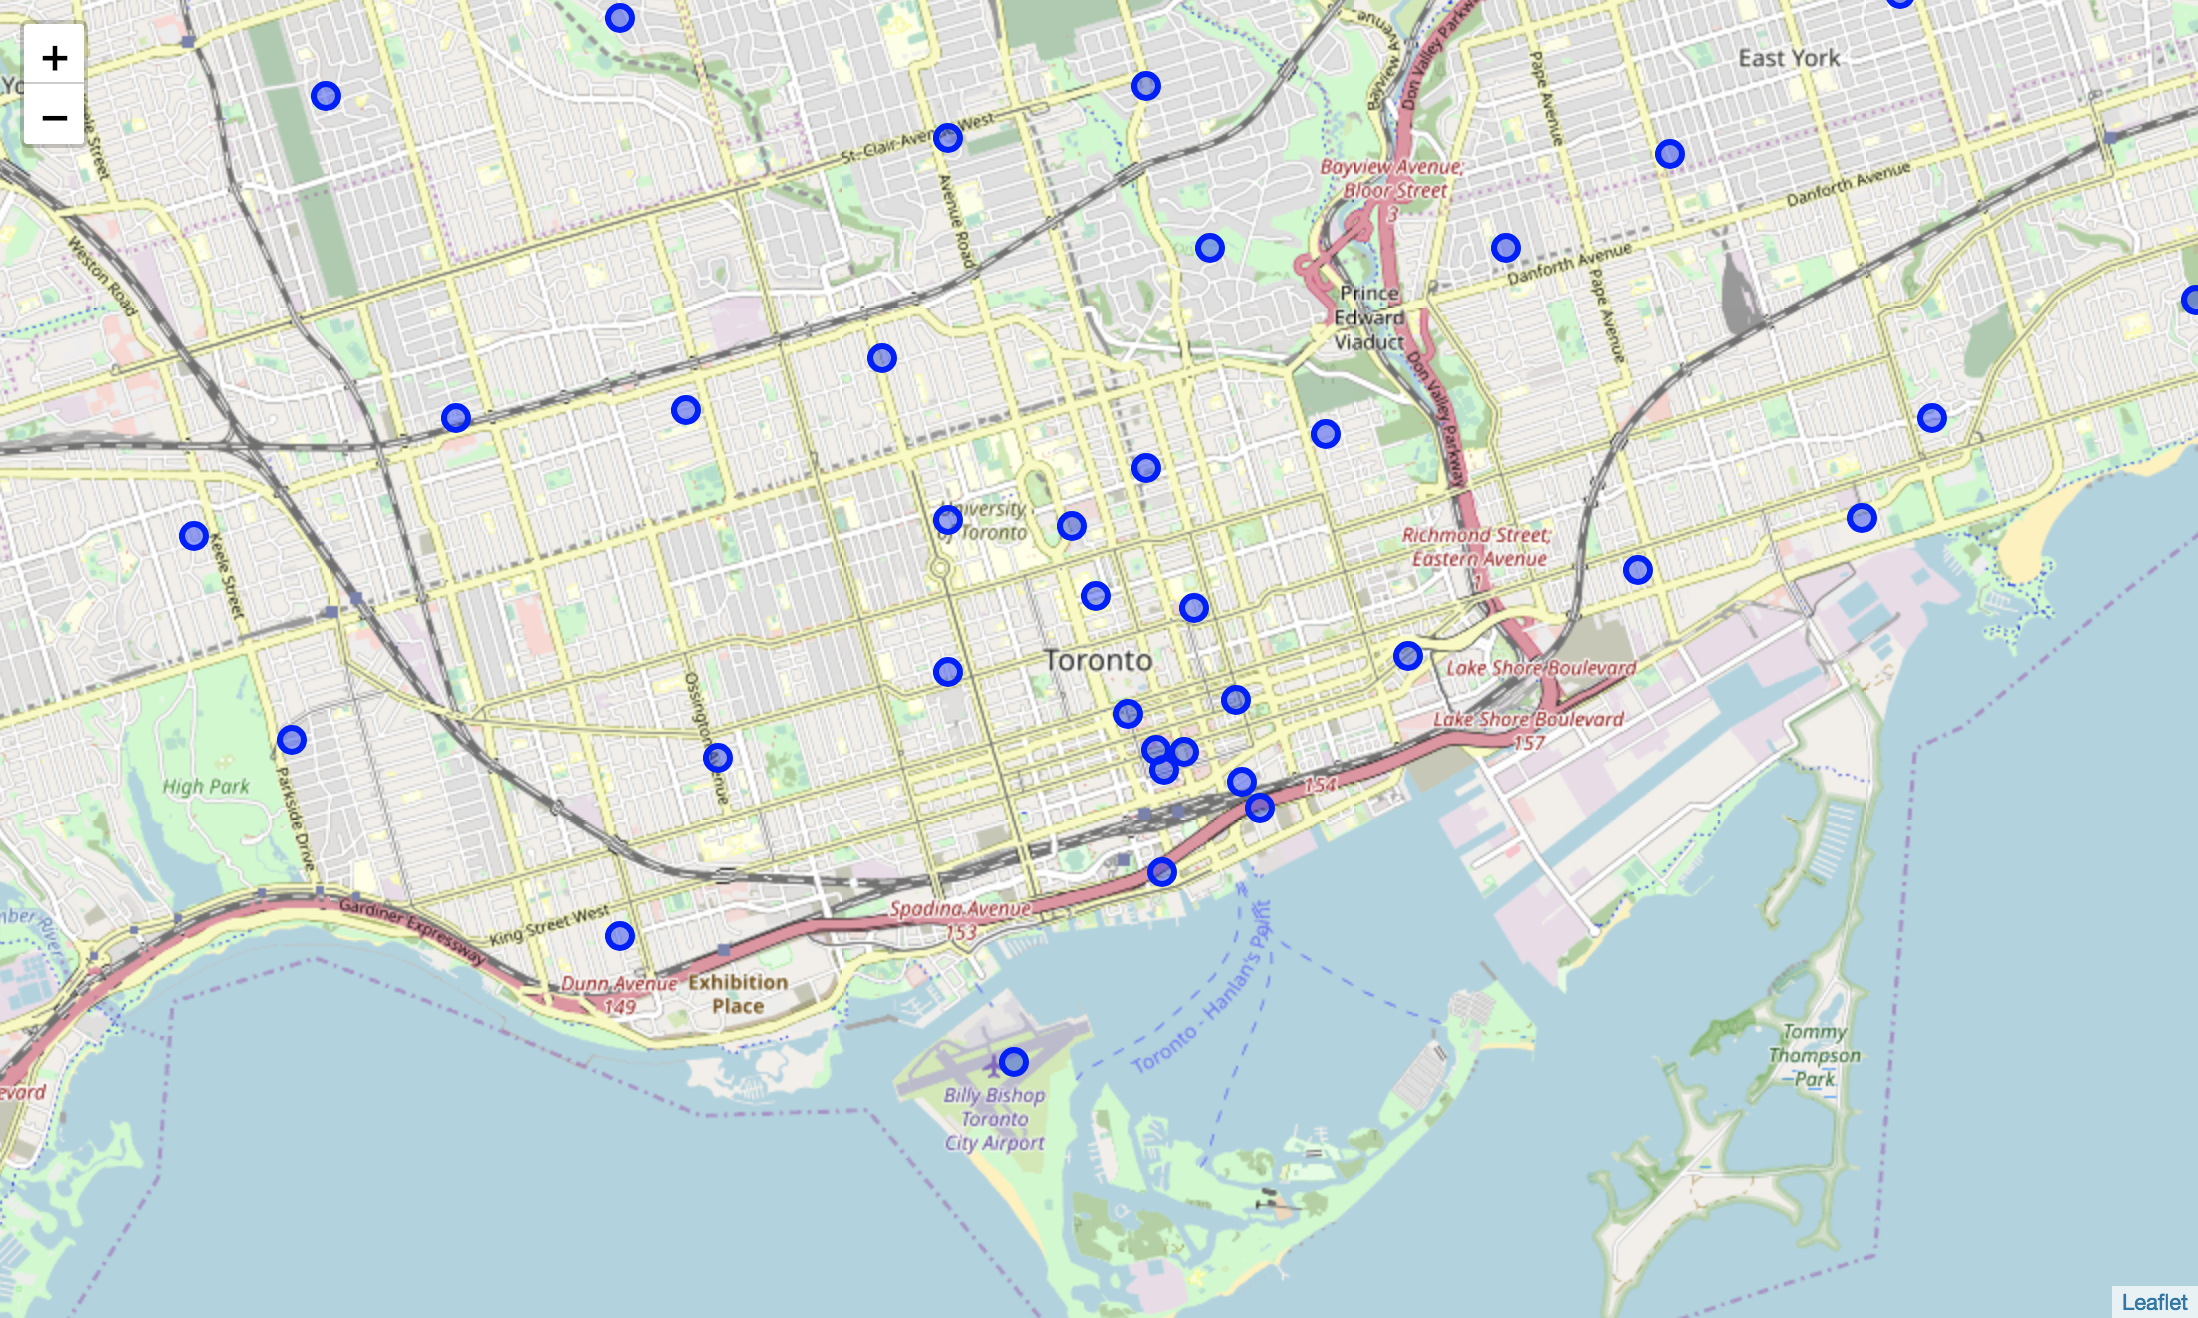 +
−
Yo
East York
Bayview Avenue
Don Valley Parkway
Pape Avenue
St. Clair Avenue West
Bayview Avenue;
Bloor Street
3
Danforth Avenue
Avenue Road
Weston Road
Danforth Avenue
Pape Avenue
Prince
Edward
Viaduct
Don Valley Parkway
University
of Toronto
Keele Street
Richmond Street;
Eastern Avenue
1
Toronto
Lake Shore Boulevard
Ossington Avenue
Lake Shore Boulevard
157
High Park
Parkside Drive
154
Gardiner Expressway
King Street West
Spadina Avenue
153
Dunn Avenue
149
Exhibition
Place
Toronto - Hanlan's Point
Billy Bishop
Toronto
City Airport
Tommy
Thompson
Park
evard
mber River
Leaflet